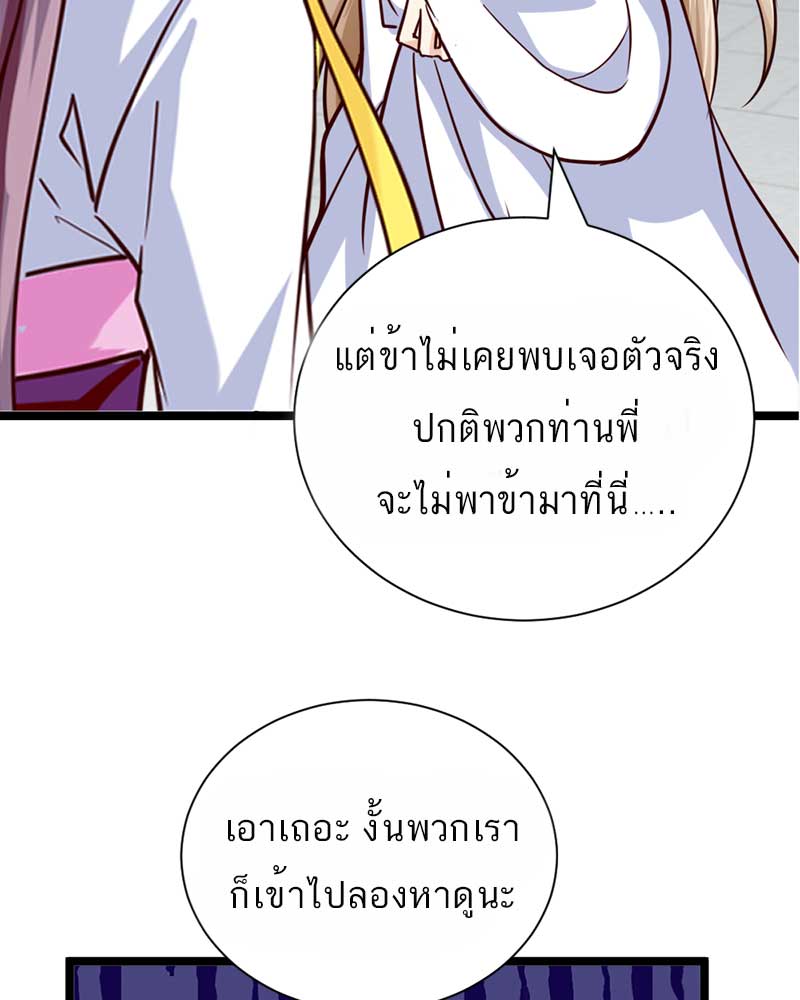 แต่ข้าไม่เคยพบเจอตัวจริง
ปกติพวกท่านพี่
จะไม่พาข้ามาที่นี่.....
เอาเถอะ งั้นพวกเรา
ก็เข้าไปลองหาดูนะ